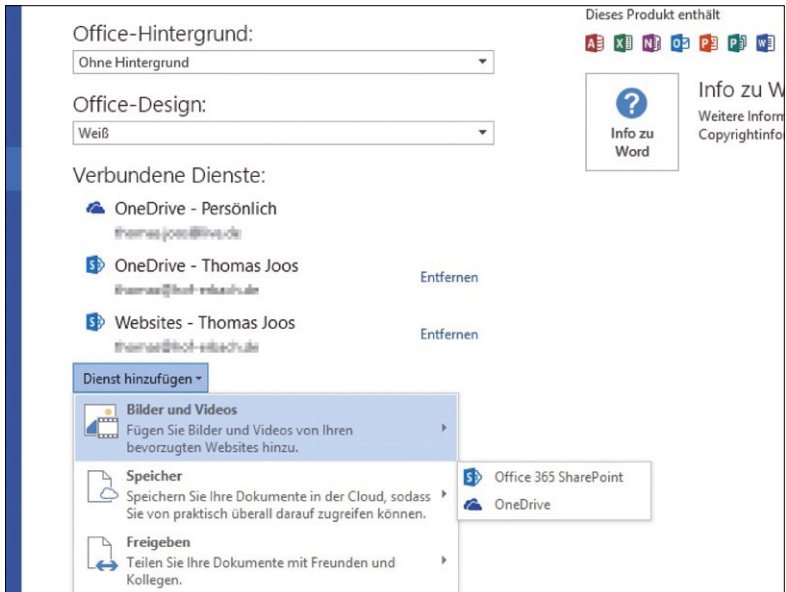 Office-Hintergrund:
Ohne Hintergrund
Office-Design:
Weiß
Verbundene Dienste:
OneDrive - Persönlich
OneDrive - Thomas Joos
Entfernen
Websites - Thomas Joos
Entfernen
Dienst hinzufügen
Bilder und Videos
Fügen Sie Bilder und Videos von Ihren
bevorzugten Websites hinzu.
Speicher
Speichern Sie Ihre Dokumente in der Cloud, sodass
Sie von praktisch überall darauf zugreifen können.
Freigeben
Teilen Sie Ihre Dokumente mit Freunden und
Kollegen.
Office 365 SharePoint
OneDrive
Dieses Produkt enthält
Info zu
Word
Info zu W
Weitere Inform
Copyrightinfo